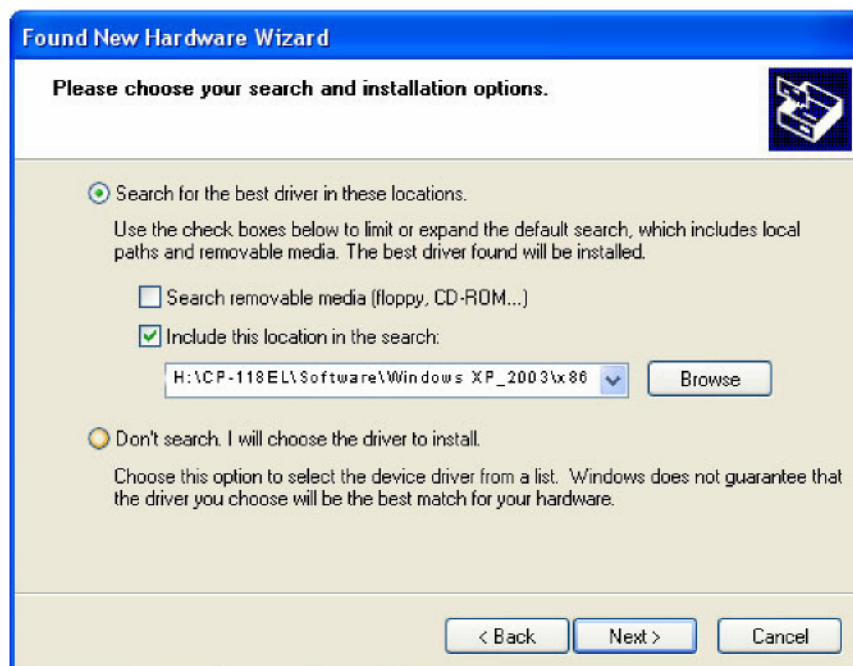 Found New Hardware Wizard
Please choose your search and installation options.
Search for the best driver in these locations.
Use the check boxes below to limit or expand the default search, which includes local
paths and removable media. The best driver found will be installed.
Search removable media (floppy, CD-ROM...)
Include this location in the search:
H:\CP-118EL\Software\Windows XP_2003\x86
Browse
Don't search. I will choose the driver to install.
Choose this option to select the device driver from a list. Windows does not guarantee that
the driver you choose will be the best match for your hardware.
< Back
Next >
Cancel